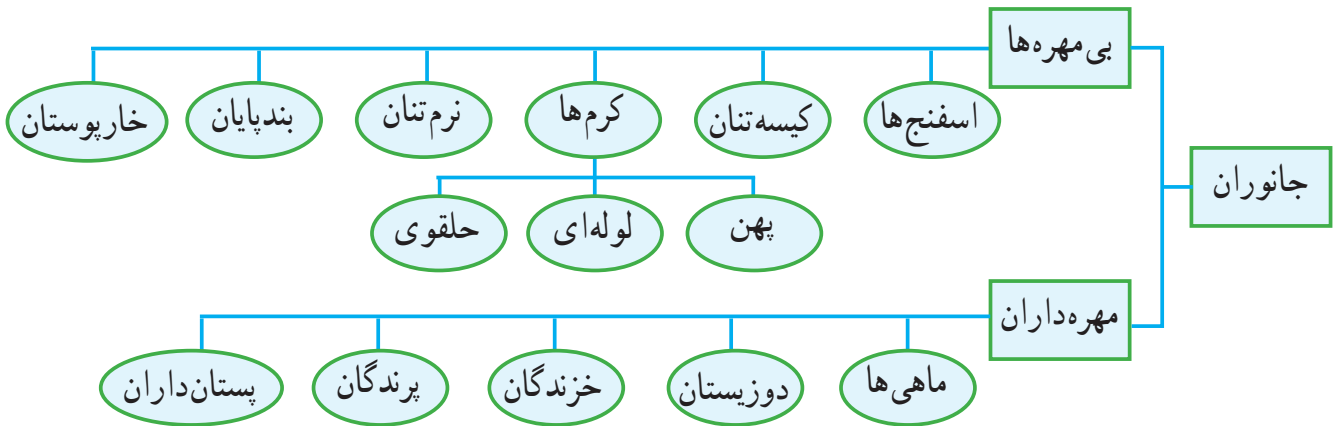 جانوران
بی‌مهره‌ها
اسفنج‌ها
کیسه‌تنان
کرم‌ها
نرم‌تنان
بندپایان
خارپوستان
پهن
لوله‌ای
حلقوی
مهره‌داران
ماهی‌ها
دوزیستان
خزندگان
پرندگان
پستان‌داران